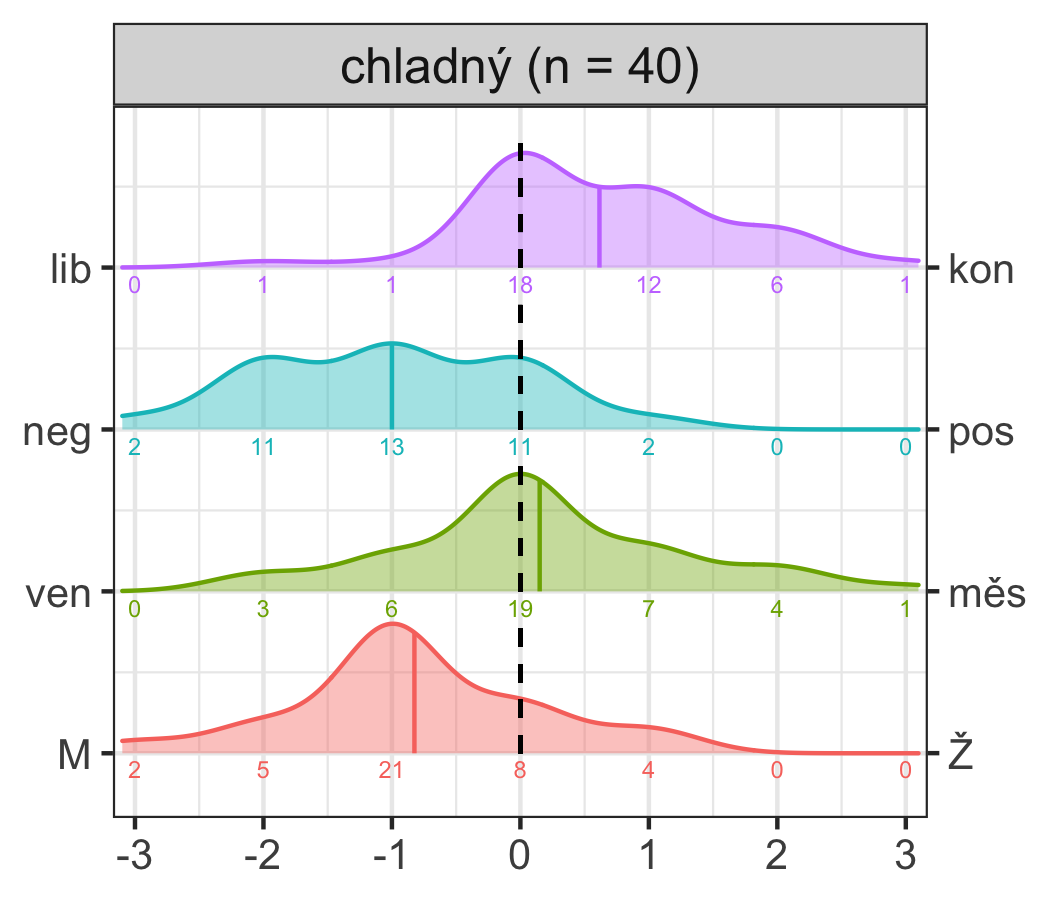 chladný (n = 40)
lib kon
0 1 1 18 12 6 1
neg pos
2 11 13 11 2 0 0
ven měs
0 3 6 19 7 4 1
M Ž
2 5 21 8 4 0 0
-3 -2 -1 0 1 2 3